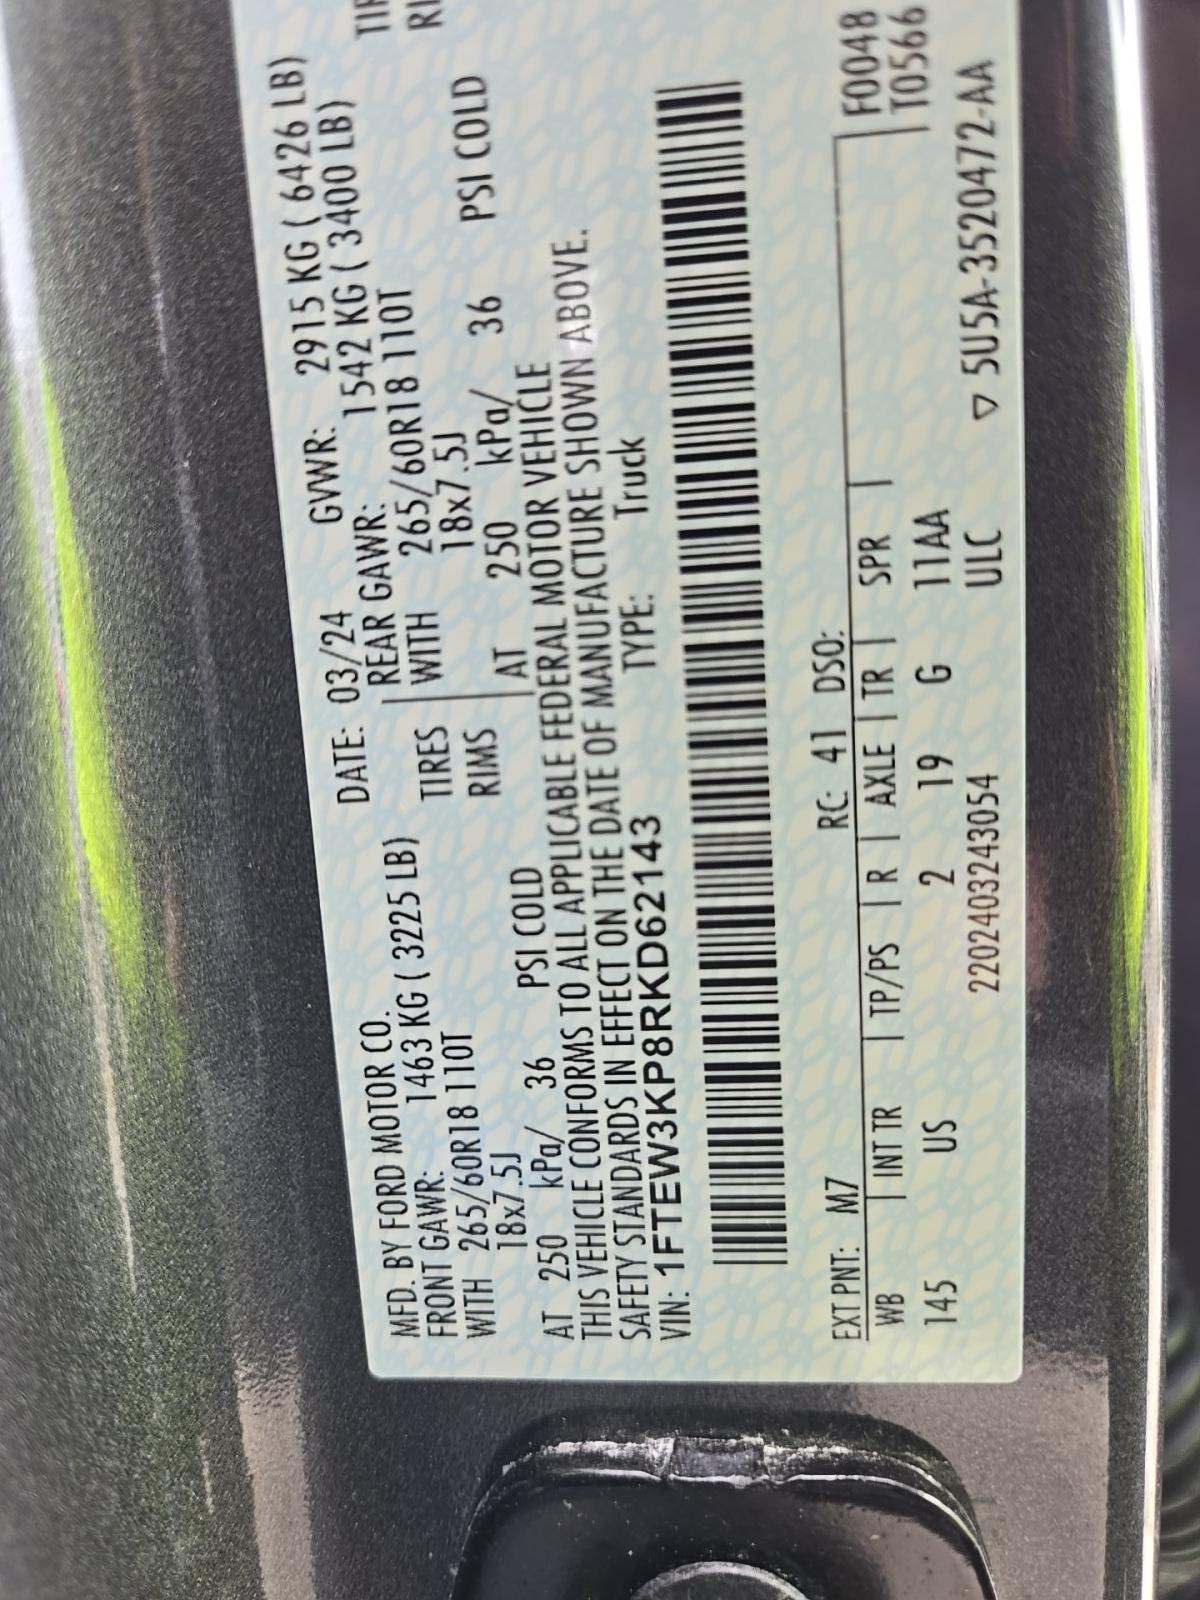 MFD. BY FORD MOTOR CO.
DATE: 03/24 GVWR: 2915 KG ( 6426 LB)
FRONT GAWR: 1463 KG ( 3225 LB)
REAR GAWR: 1542 KG ( 3400 LB)
WITH 265/60R18 110T TIRES WITH 265/60R18 110T
18x7.5J RIMS 18x7.5J
AT 250 kPa/ 36 PSI COLD AT 250 kPa/ 36 PSI COLD
THIS VEHICLE CONFORMS TO ALL APPLICABLE FEDERAL MOTOR VEHICLE
SAFETY STANDARDS IN EFFECT ON THE DATE OF MANUFACTURE SHOWN ABOVE.
VIN: 1FTEW3KP8RKD62143 TYPE: Truck
EXT PNT: M7 RC: 41 DSO:
F0048
WB | INT TR | TP/PS | R | AXLE | TR | SPR | T0566
145 US 2 19 G 11AA
2202403243054 ULC ▽ 5U5A-3520472-AA